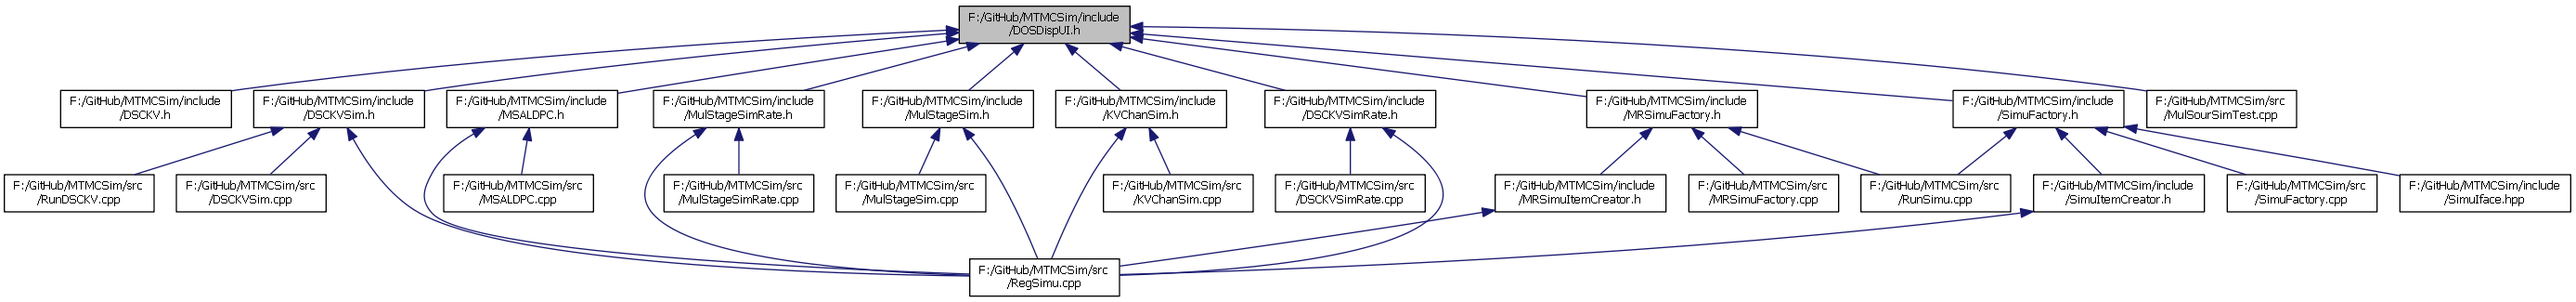 F:/GitHub/MTMCSim/include
/DOSDispUI.h
F:/GitHub/MTMCSim/include
/DSCKV.h
F:/GitHub/MTMCSim/include
/DSCKVSim.h
F:/GitHub/MTMCSim/include
/MSALDPC.h
F:/GitHub/MTMCSim/include
/MulStageSimRate.h
F:/GitHub/MTMCSim/include
/MulStageSim.h
F:/GitHub/MTMCSim/include
/KVChanSim.h
F:/GitHub/MTMCSim/include
/DSCKVSimRate.h
F:/GitHub/MTMCSim/include
/MRSimuFactory.h
F:/GitHub/MTMCSim/include
/SimuFactory.h
F:/GitHub/MTMCSim/src
/MulSourSimTest.cpp
F:/GitHub/MTMCSim/src
/RunDSCKV.cpp
F:/GitHub/MTMCSim/src
/DSCKVSim.cpp
F:/GitHub/MTMCSim/src
/MSALDPC.cpp
F:/GitHub/MTMCSim/src
/MulStageSimRate.cpp
F:/GitHub/MTMCSim/src
/MulStageSim.cpp
F:/GitHub/MTMCSim/src
/KVChanSim.cpp
F:/GitHub/MTMCSim/src
/DSCKVSimRate.cpp
F:/GitHub/MTMCSim/include
/MRSimuItemCreator.h
F:/GitHub/MTMCSim/src
/MRSimuFactory.cpp
F:/GitHub/MTMCSim/src
/RunSimu.cpp
F:/GitHub/MTMCSim/include
/SimuItemCreator.h
F:/GitHub/MTMCSim/src
/SimuFactory.cpp
F:/GitHub/MTMCSim/include
/SimuIface.hpp
F:/GitHub/MTMCSim/src
/RegSimu.cpp